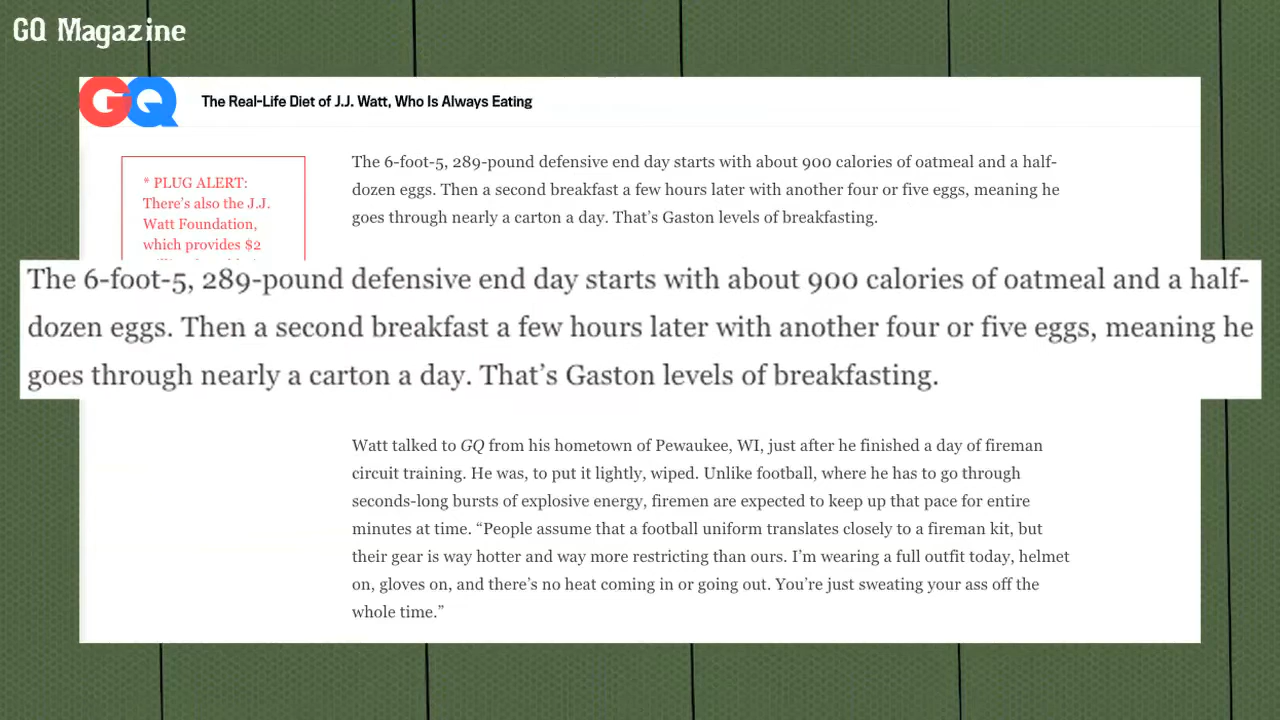 GQ Magazine
GQ
The Real-Life Diet of J.J. Watt, Who Is Always Eating
* PLUG ALERT:
There's also the J.J.
Watt Foundation,
which provides $2
The 6-foot-5, 289-pound defensive end day starts with about 900 calories of oatmeal and a half-
dozen eggs. Then a second breakfast a few hours later with another four or five eggs, meaning he
goes through nearly a carton a day. That's Gaston levels of breakfasting.
The 6-foot-5, 289-pound defensive end day starts with about 900 calories of oatmeal and a half-
dozen eggs. Then a second breakfast a few hours later with another four or five eggs, meaning he
goes through nearly a carton a day. That’s Gaston levels of breakfasting.
Watt talked to GQ from his hometown of Pewaukee, WI, just after he finished a day of fireman
circuit training. He was, to put it lightly, wiped. Unlike football, where he has to go through
seconds-long bursts of explosive energy, firemen are expected to keep up that pace for entire
minutes at time. “People assume that a football uniform translates closely to a fireman kit, but
their gear is way hotter and way more restricting than ours. I’m wearing a full outfit today, helmet
on, gloves on, and there’s no heat coming in or going out. You’re just sweating your ass off the
whole time.”